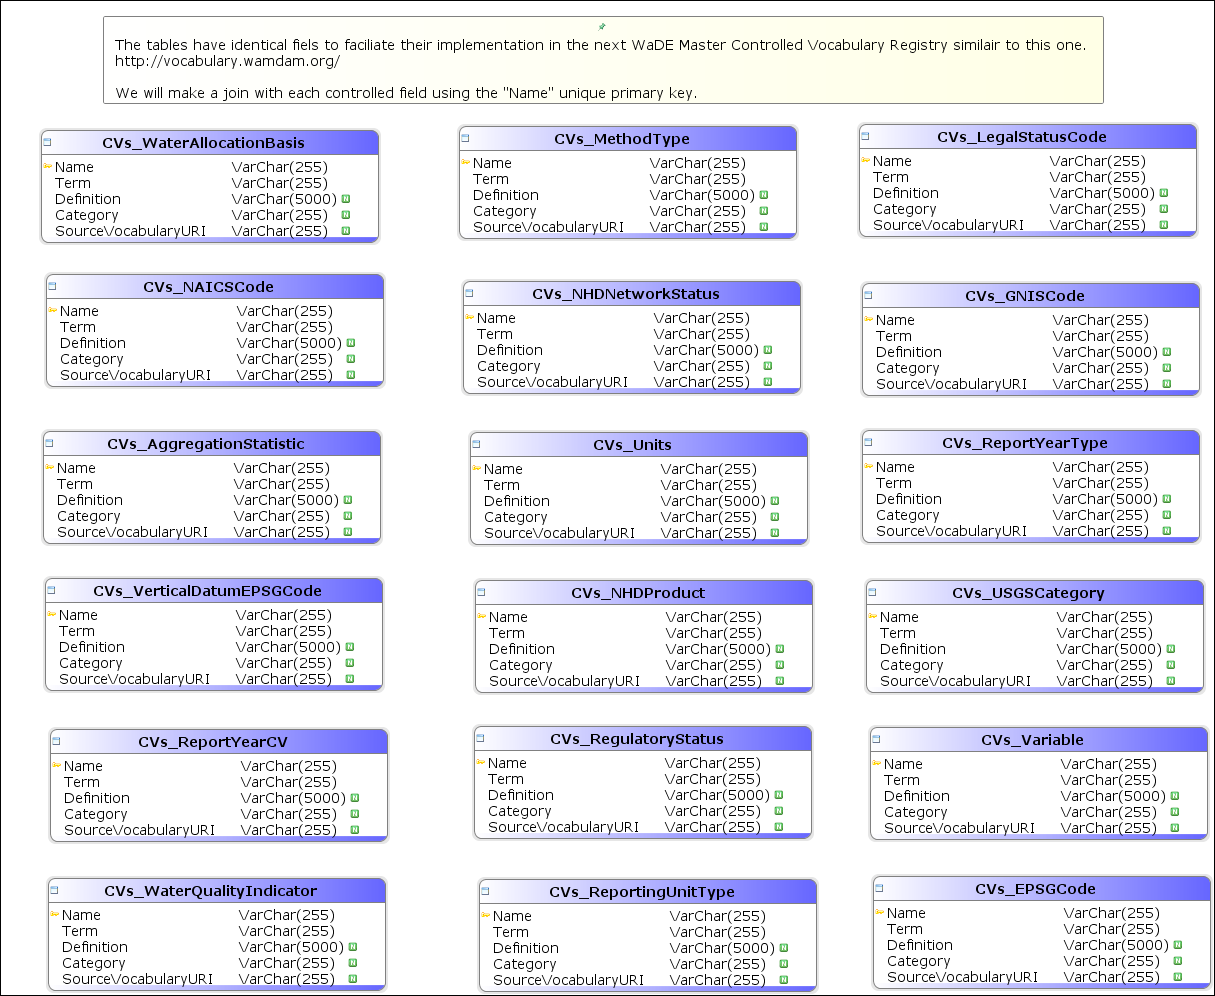 The tables have identical fiels to faciliate their implementation in the next WaDE Master Controlled Vocabulary Registry similair to this one.
http://vocabulary.wamdam.org/
We will make a join with each controlled field using the "Name" unique primary key.
CVs_WaterAllocationBasis
Name VarChar(255)
Term VarChar(255)
Definition VarChar(5000) N
Category VarChar(255) N
SourceVocabularyURI VarChar(255) N
CVs_MethodType
Name VarChar(255)
Term VarChar(255)
Definition VarChar(5000) N
Category VarChar(255) N
SourceVocabularyURI VarChar(255) N
CVs_LegalStatusCode
Name VarChar(255)
Term VarChar(255)
Definition VarChar(5000) N
Category VarChar(255) N
SourceVocabularyURI VarChar(255) N
CVs_NAICSCode
Name VarChar(255)
Term VarChar(255)
Definition VarChar(5000) N
Category VarChar(255) N
SourceVocabularyURI VarChar(255) N
CVs_NHDNetworkStatus
Name VarChar(255)
Term VarChar(255)
Definition VarChar(5000) N
Category VarChar(255) N
SourceVocabularyURI VarChar(255) N
CVs_GNISCode
Name VarChar(255)
Term VarChar(255)
Definition VarChar(5000) N
Category VarChar(255) N
SourceVocabularyURI VarChar(255) N
CVs_AggregationStatistic
Name VarChar(255)
Term VarChar(255)
Definition VarChar(5000) N
Category VarChar(255) N
SourceVocabularyURI VarChar(255) N
CVs_Units
Name VarChar(255)
Term VarChar(255)
Definition VarChar(5000) N
Category VarChar(255) N
SourceVocabularyURI VarChar(255) N
CVs_ReportYearType
Name VarChar(255)
Term VarChar(255)
Definition VarChar(5000) N
Category VarChar(255) N
SourceVocabularyURI VarChar(255) N
CVs_VerticalDatumEPSGCode
Name VarChar(255)
Term VarChar(255)
Definition VarChar(5000) N
Category VarChar(255) N
SourceVocabularyURI VarChar(255) N
CVs_NHDProduct
Name VarChar(255)
Term VarChar(255)
Definition VarChar(5000) N
Category VarChar(255) N
SourceVocabularyURI VarChar(255) N
CVs_USGSCategory
Name VarChar(255)
Term VarChar(255)
Definition VarChar(5000) N
Category VarChar(255) N
SourceVocabularyURI VarChar(255) N
CVs_ReportYearCV
Name VarChar(255)
Term VarChar(255)
Definition VarChar(5000) N
Category VarChar(255) N
SourceVocabularyURI VarChar(255) N
CVs_RegulatoryStatus
Name VarChar(255)
Term VarChar(255)
Definition VarChar(5000) N
Category VarChar(255) N
SourceVocabularyURI VarChar(255) N
CVs_Variable
Name VarChar(255)
Term VarChar(255)
Definition VarChar(5000) N
Category VarChar(255) N
SourceVocabularyURI VarChar(255) N
CVs_WaterQualityIndicator
Name VarChar(255)
Term VarChar(255)
Definition VarChar(5000) N
Category VarChar(255) N
SourceVocabularyURI VarChar(255) N
CVs_ReportingUnitType
Name VarChar(255)
Term VarChar(255)
Definition VarChar(5000) N
Category VarChar(255) N
SourceVocabularyURI VarChar(255) N
CVs_EPSGCode
Name VarChar(255)
Term VarChar(255)
Definition VarChar(5000) N
Category VarChar(255) N
SourceVocabularyURI VarChar(255) N